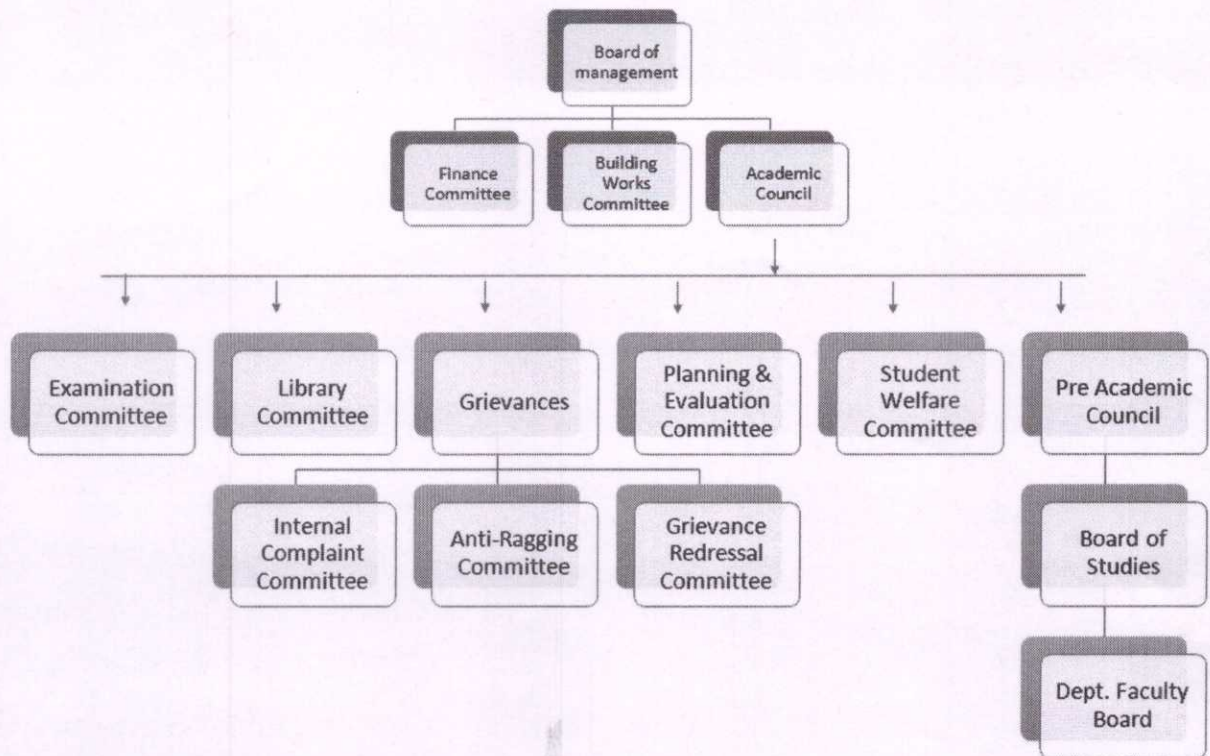 Board of
management
Finance
Committee
Building
Works
Committee
Academic
Council
Examination
Committee
Library
Committee
Grievances
Planning &
Evaluation
Committee
Student
Welfare
Committee
Pre Academic
Council
Internal
Complaint
Committee
Anti-Ragging
Committee
Grievance
Redressal
Committee
Board of
Studies
Dept. Faculty
Board